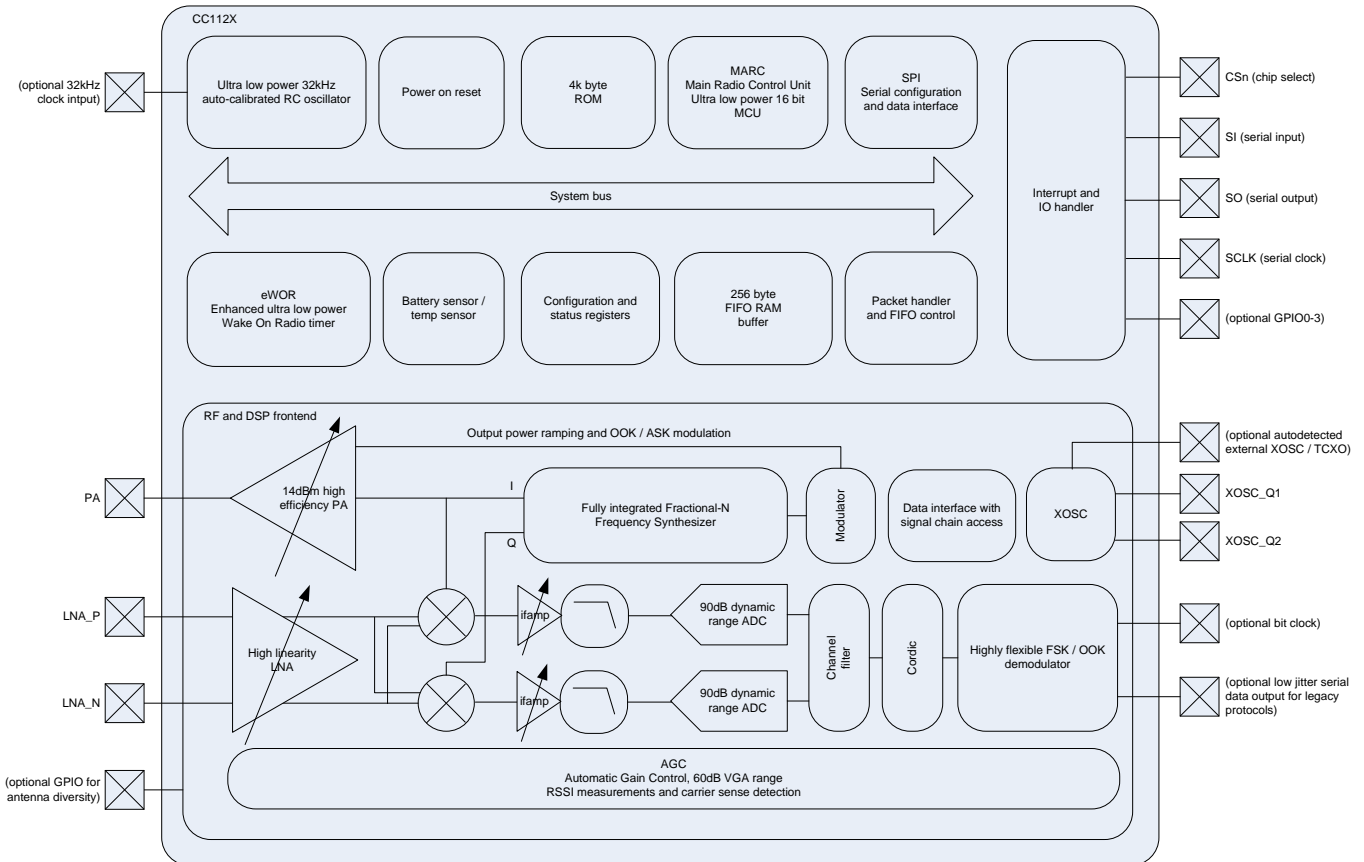 CC112X
(optional 32kHz
clock intput)
Ultra low power 32kHz
auto-calibrated RC oscillator
Power on reset
4k byte
ROM
MARC
Main Radio Control Unit
Ultra low power 16 bit
MCU
SPI
Serial configuration
and data interface
Interrupt and
IO handler
CSn (chip select)
SI (serial input)
SO (serial output)
SCLK (serial clock)
(optional GPIO0-3)
System bus
eWOR
Enhanced ultra low power
Wake On Radio timer
Battery sensor /
temp sensor
Configuration and
status registers
256 byte
FIFO RAM
buffer
Packet handler
and FIFO control
RF and DSP frontend
Output power ramping and OOK / ASK modulation
(optional autodetected
external XOSC / TCXO)
PA
14dBm high
efficiency PA
I
Q
Fully integrated Fractional-N
Frequency Synthesizer
Modulator
Data interface with
signal chain access
XOSC
XOSC_Q1
XOSC_Q2
LNA_P
LNA_N
High linearity
LNA
ifamp
90dB dynamic
range ADC
ifamp
90dB dynamic
range ADC
Channel
filter
Cordic
Highly flexible FSK / OOK
demodulator
(optional bit clock)
(optional low jitter serial
data output for legacy
protocols)
(optional GPIO for
antenna diversity)
AGC
Automatic Gain Control, 60dB VGA range
RSSI measurements and carrier sense detection